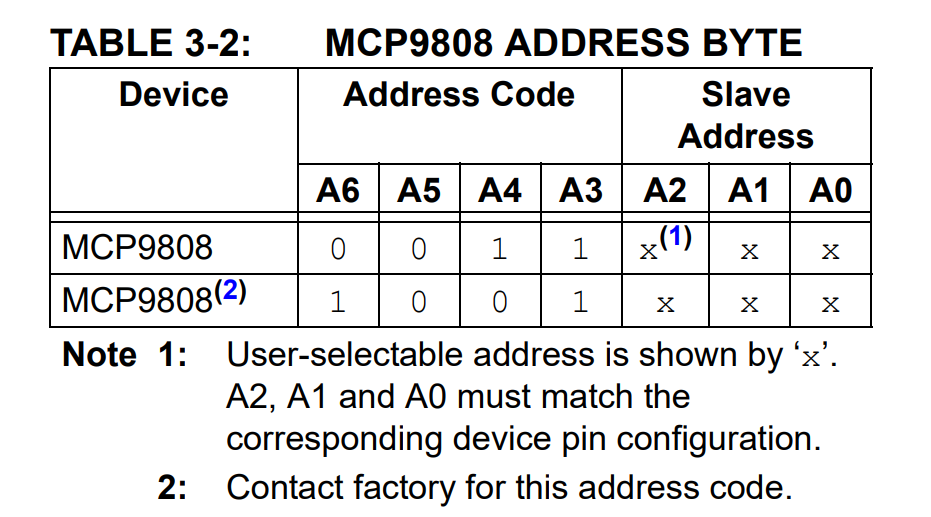 TABLE 3-2: MCP9808 ADDRESS BYTE
Device Address Code Slave
Address
A6 A5 A4 A3 A2 A1 A0
MCP9808 0 0 1 1 x(1) x x
MCP9808(2) 1 0 0 1 x x x
Note 1: User-selectable address is shown by ‘x’.
A2, A1 and A0 must match the
corresponding device pin configuration.
2: Contact factory for this address code.